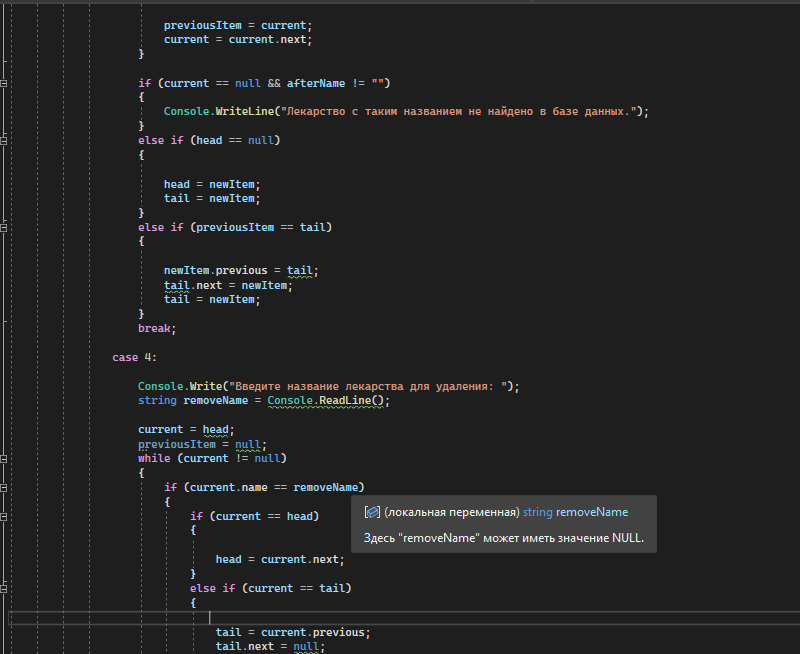 previousItem = current;
current = current.next;
}
if (current == null && afterName != "")
{
Console.WriteLine("Лекарство с таким названием не найдено в базе данных.");
}
else if (head == null)
{
head = newItem;
tail = newItem;
}
else if (previousItem == tail)
{
newItem.previous = tail;
tail.next = newItem;
tail = newItem;
}
break;
case 4:
Console.Write("Введите название лекарства для удаления: ");
string removeName = Console.ReadLine();
current = head;
previousItem = null;
while (current != null)
{
if (current.name == removeName)
{
(локальная переменная) string removeName
Здесь "removeName" может иметь значение NULL.
if (current == head)
{
head = current.next;
}
else if (current == tail)
{
tail = current.previous;
tail.next = null;